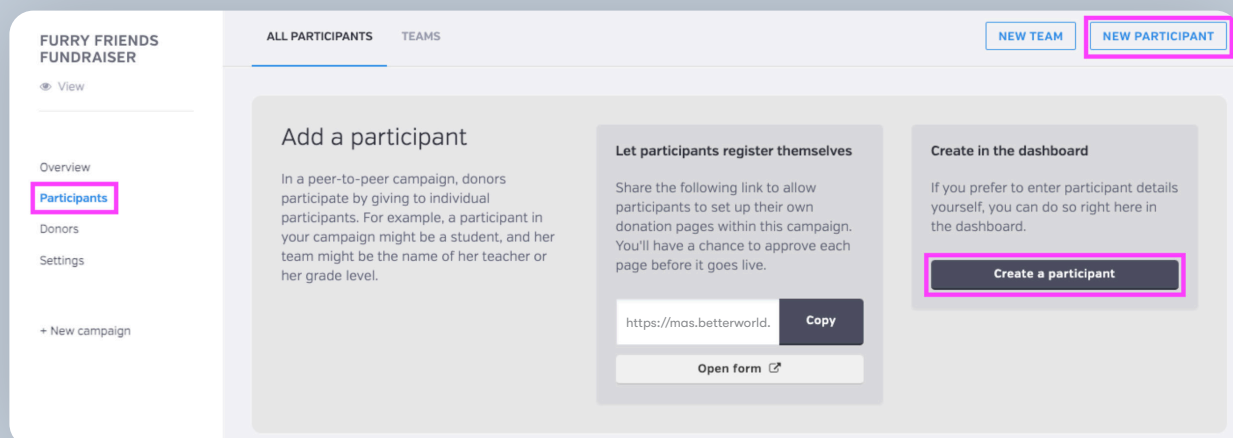 FURRY FRIENDS
FUNDRAISER
View
Overview
Participants
Donors
Settings
+ New campaign
ALL PARTICIPANTS
TEAMS
NEW TEAM
NEW PARTICIPANT
Add a participant
In a peer-to-peer campaign, donors
participate by giving to individual
participants. For example, a participant in
your campaign might be a student, and her
team might be the name of her teacher or
her grade level.
Let participants register themselves
Share the following link to allow
participants to set up their own
donation pages within this campaign.
You'll have a chance to approve each
page before it goes live.
https://mas.betterworld.
Copy
Open form
Create in the dashboard
If you prefer to enter participant details
yourself, you can do so right here in
the dashboard.
Create a participant